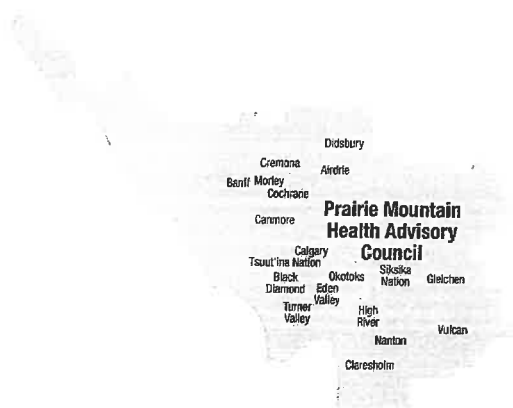 Didsbury
Cremona
Airdrie
Banff Morley
Cochrane
Canmore
Prairie Mountain
Health Advisory
Council
Calgary
Tsuut'ina Nation
Black
Diamond
Eden
Valley
Okotoks
Siksika
Nation
Gleichen
Turner
Valley
High
River
Vulcan
Nanton
Claresholm